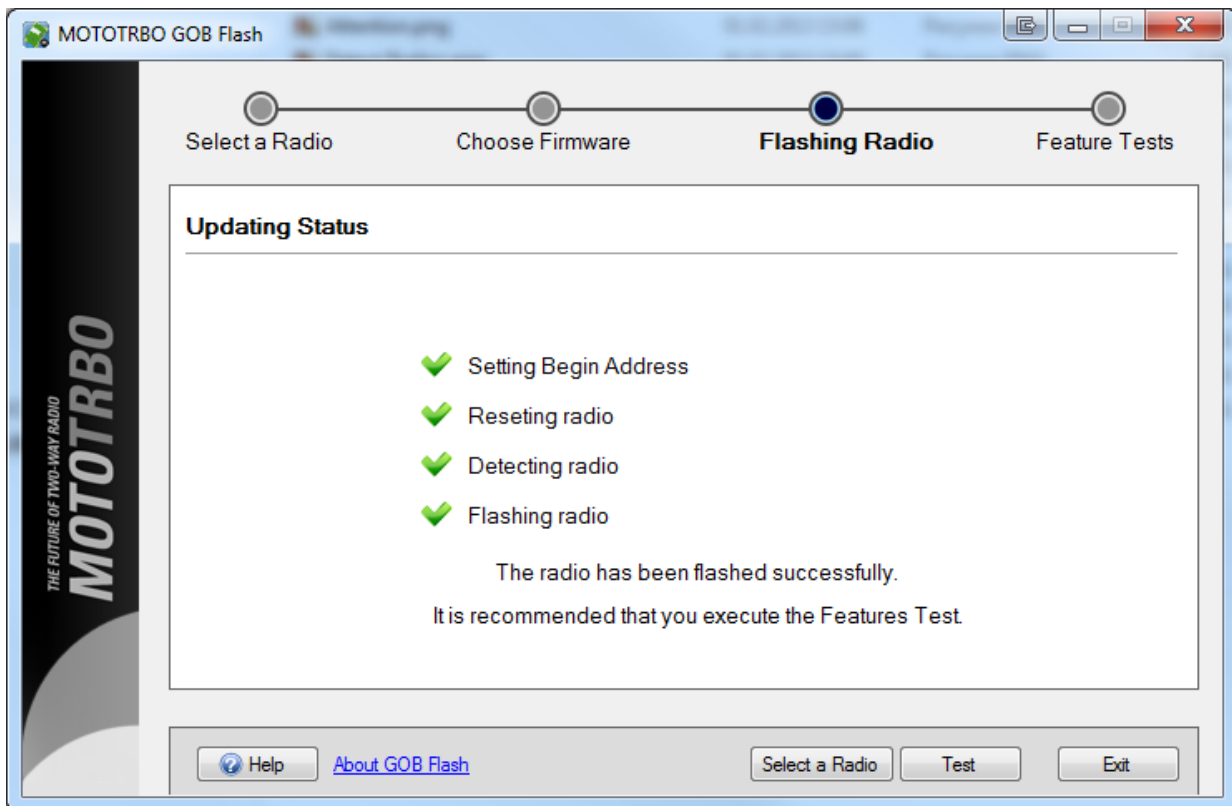 MOTOTRBO GOB Flash
Select a Radio
Choose Firmware
Flashing Radio
Feature Tests
Updating Status
Setting Begin Address
Reseting radio
Detecting radio
Flashing radio
The radio has been flashed successfully.
It is recommended that you execute the Features Test.
THE FUTURE OF TWO-WAY RADIO
MOTOTRBO
Help
About GOB Flash
Select a Radio
Test
Exit